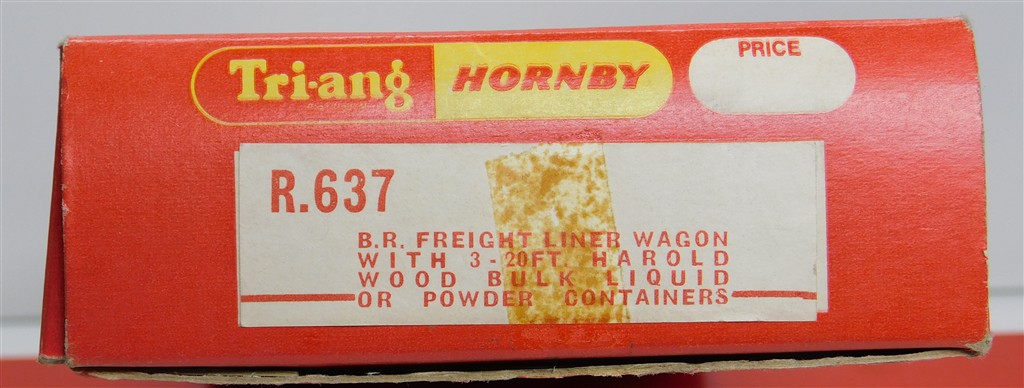 Tri-ang HORNBY PRICE
R.637
B.R. FREIGHT LINER WAGON
WITH 3-20FT. HAROLD
WOOD BULK LIQUID
OR POWDER CONTAINERS